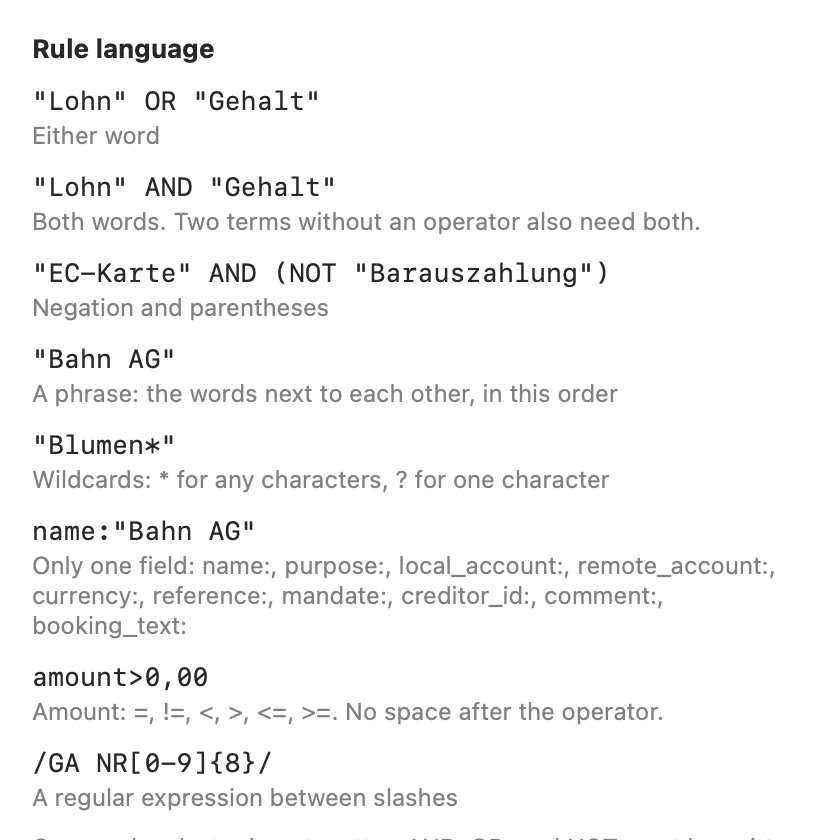 Rule language
"Lohn" OR "Gehalt"
Either word
"Lohn" AND "Gehalt"
Both words. Two terms without an operator also need both.
"EC-Karte" AND (NOT "Barauszahlung")
Negation and parentheses
"Bahn AG"
A phrase: the words next to each other, in this order
"Blumen*"
Wildcards: * for any characters, ? for one character
name:"Bahn AG"
Only one field: name:, purpose:, local_account:, remote_account:,
currency:, reference:, mandate:, creditor_id:, comment:,
booking_text:
amount>0,00
Amount: =, !=, <, >, <=, >=. No space after the operator.
/GA NR[0-9]{8}/
A regular expression between slashes